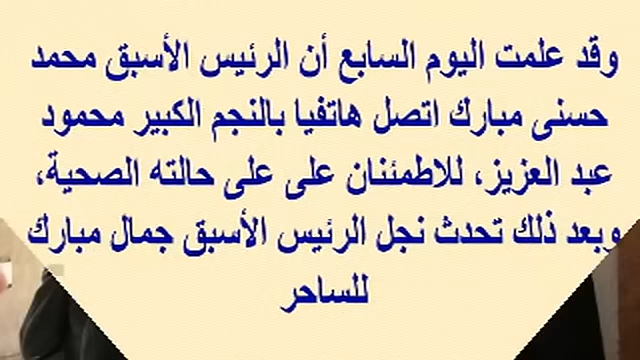 وقد علمت اليوم السابع أن الرئيس الأسبق محمد
حسنى مبارك اتصل هاتفيا بالنجم الكبير محمود
عبد العزيز، للاطمئنان على على حالته الصحية،
وبعد ذلك تحدث نجل الرئيس الأسبق جمال مبارك
للساحر